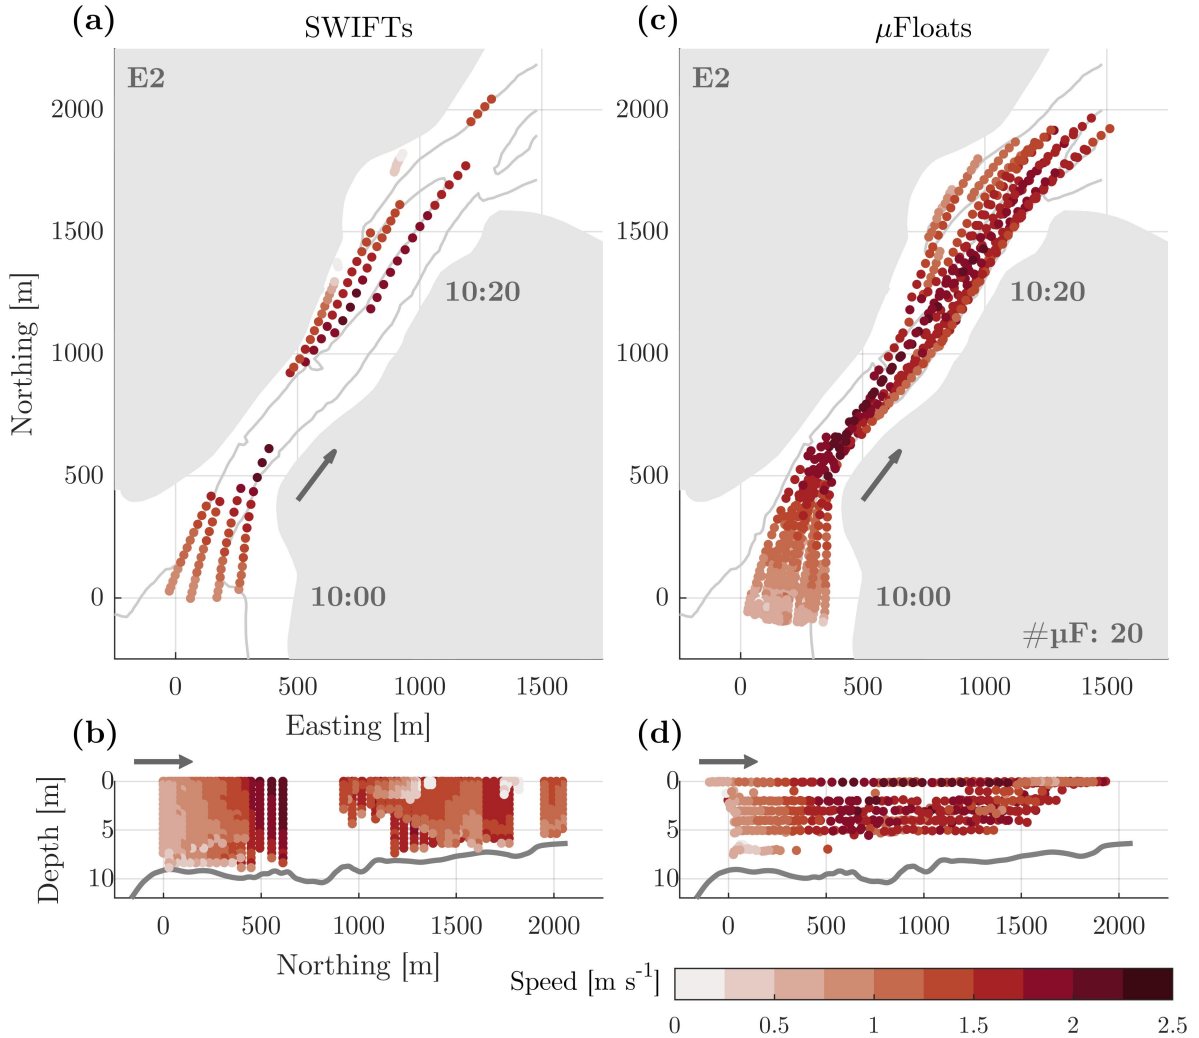 (a) SWIFTs
(c) µFloats
E2
E2
2000
1500
1000
500
0
Northing [m]
10:20
10:00
0 500 1000 1500
Easting [m]
2000
1500
1000
500
0
Northing [m]
10:20
10:00
#µF: 20
0 500 1000 1500
(b)
(d)
0
5
10
Depth [m]
0 500 1000 1500 2000
Northing [m]
0
5
10
0 500 1000 1500 2000
Speed [m s-1]
0 0.5 1 1.5 2 2.5